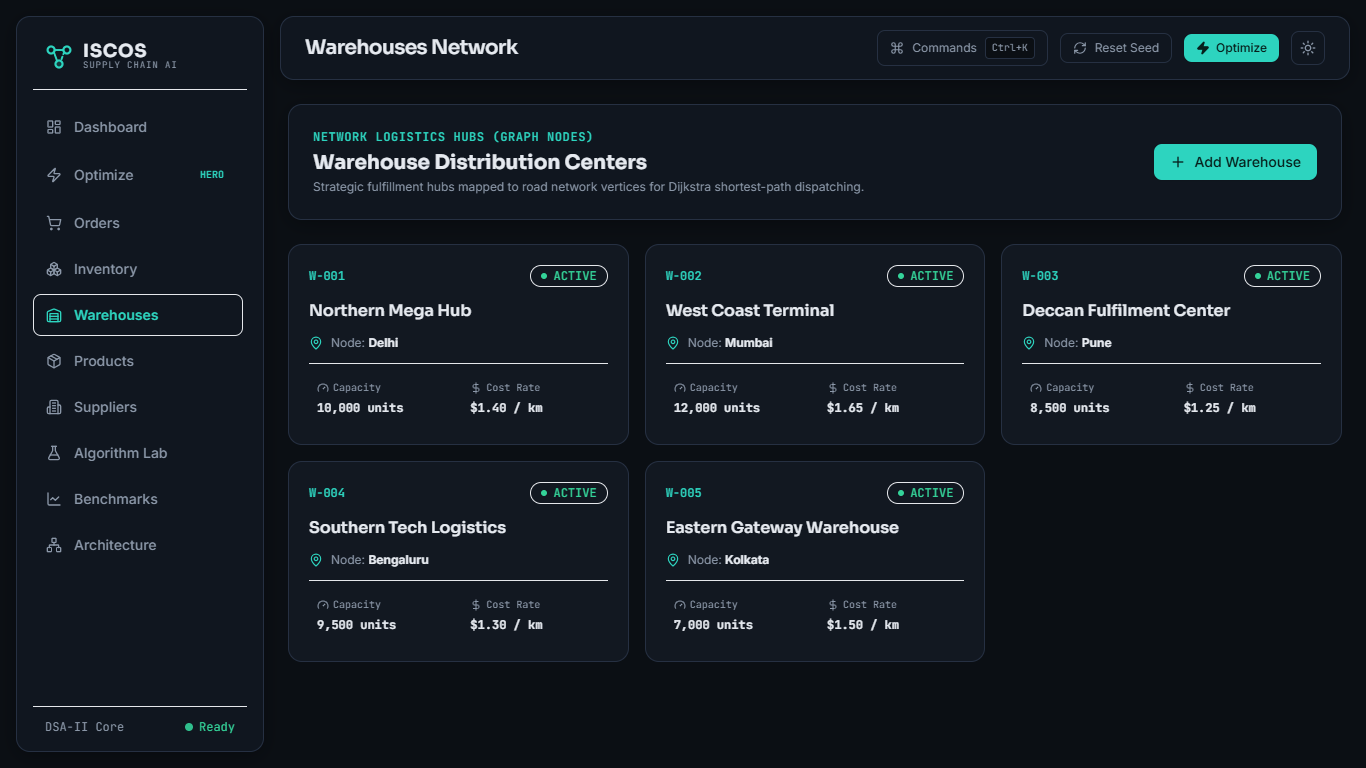 ISCOS
SUPPLY CHAIN AI
Dashboard
Optimize HERO
Orders
Inventory
Warehouses
Products
Suppliers
Algorithm Lab
Benchmarks
Architecture
DSA-II Core Ready
Warehouses Network
Commands Ctrl+K Reset Seed Optimize
NETWORK LOGISTICS HUBS (GRAPH NODES)
Warehouse Distribution Centers
Strategic fulfillment hubs mapped to road network vertices for Dijkstra shortest-path dispatching.
Add Warehouse
W-001 ACTIVE
Northern Mega Hub
Node: Delhi
Capacity Cost Rate
10,000 units $1.40 / km
W-002 ACTIVE
West Coast Terminal
Node: Mumbai
Capacity Cost Rate
12,000 units $1.65 / km
W-003 ACTIVE
Deccan Fulfilment Center
Node: Pune
Capacity Cost Rate
8,500 units $1.25 / km
W-004 ACTIVE
Southern Tech Logistics
Node: Bengaluru
Capacity Cost Rate
9,500 units $1.30 / km
W-005 ACTIVE
Eastern Gateway Warehouse
Node: Kolkata
Capacity Cost Rate
7,000 units $1.50 / km